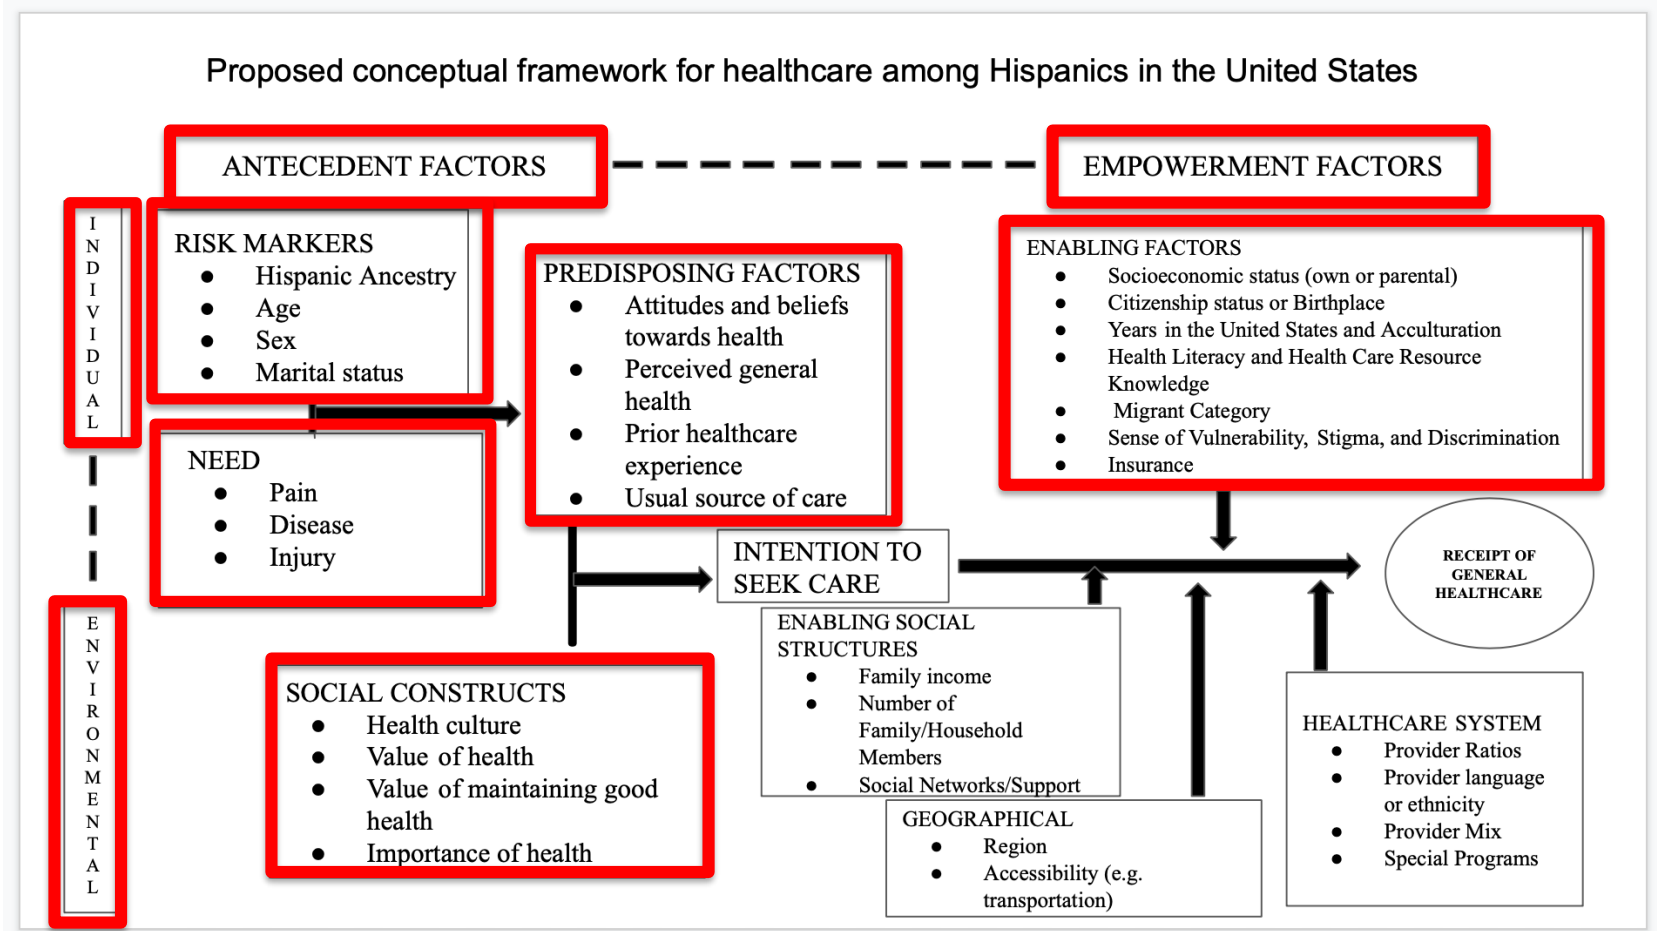 Proposed conceptual framework for healthcare among Hispanics in the United States
ANTECEDENT FACTORS
EMPOWERMENT FACTORS
INDIVIDUAL
RISK MARKERS
● Hispanic Ancestry
● Age
● Sex
● Marital status
NEED
● Pain
● Disease
● Injury
PREDISPOSING FACTORS
● Attitudes and beliefs
towards health
● Perceived general
health
● Prior healthcare
experience
● Usual source of care
ENABLING FACTORS
● Socioeconomic status (own or parental)
● Citizenship status or Birthplace
● Years in the United States and Acculturation
● Health Literacy and Health Care Resource
Knowledge
● Migrant Category
● Sense of Vulnerability, Stigma, and Discrimination
● Insurance
INTENTION TO
SEEK CARE
RECEIPT OF
GENERAL
HEALTHCARE
ENVIRONMENTAL
SOCIAL CONSTRUCTS
● Health culture
● Value of health
● Value of maintaining good
health
● Importance of health
ENABLING SOCIAL
STRUCTURES
● Family income
● Number of
Family/Household
Members
● Social Networks/Support
GEOGRAPHICAL
● Region
● Accessibility (e.g.
transportation)
HEALTHCARE SYSTEM
● Provider Ratios
● Provider language
or ethnicity
● Provider Mix
● Special Programs